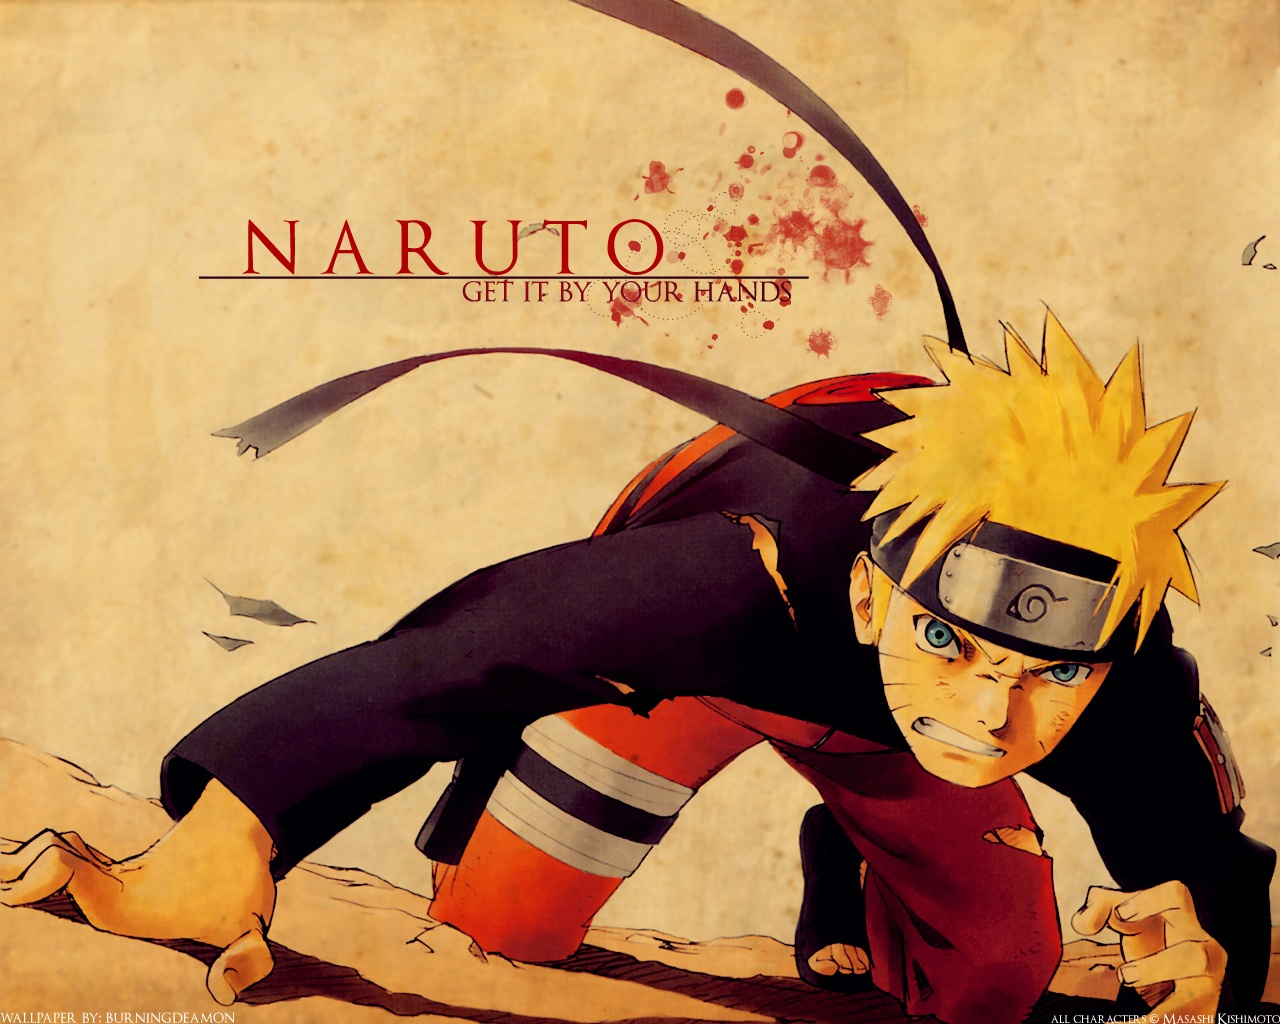 NARUTO
GET IT BY YOUR HANDS
WALLPAPER BY: BURNINGDEAMON
ALL CHARACTERS © MASASHI KISHIMOTO